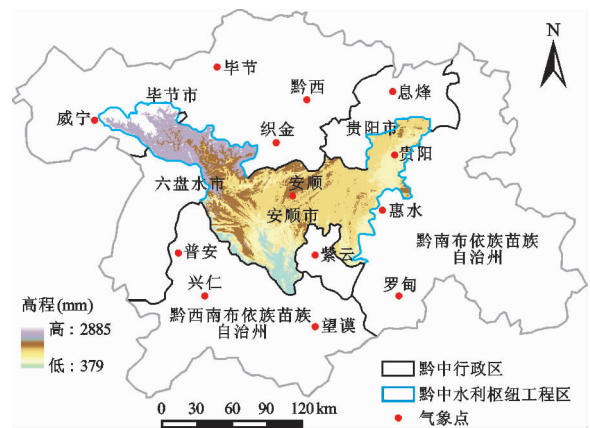 N
毕节
黔西
息烽
毕节市
威宁
贵阳市
织金
贵阳
六盘水市
安顺
安顺市
惠水
黔南布依族苗族
自治州
普安
紫云
兴仁
罗甸
高程(mm)
高：2885
低：379
黔西南布依族苗族
自治州
望谟
黔中行政区
黔中水利枢纽工程区
气象点
0 30 60 90 120 km